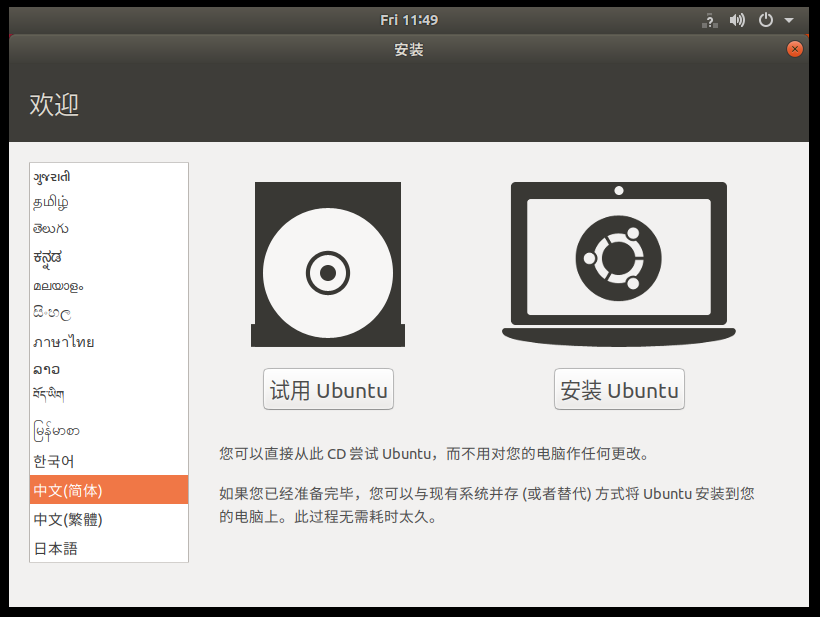 Fri 11:49
安装
欢迎
ગુજરાતી
தமிழ்
తెలుగు
ಕನ್ನಡ
മലയാളം
සිංහල
ภาษาไทย
ລາວ
བོད་ཡིག
မြန်မာစာ
한국어
中文(简体)
中文(繁體)
日本語
试用 Ubuntu
安装 Ubuntu
您可以直接从此 CD 尝试 Ubuntu，而不用对您的电脑作任何更改。
如果您已经准备完毕，您可以与现有系统并存 (或者替代) 方式将 Ubuntu 安装到您
的电脑上。此过程无需耗时太久。